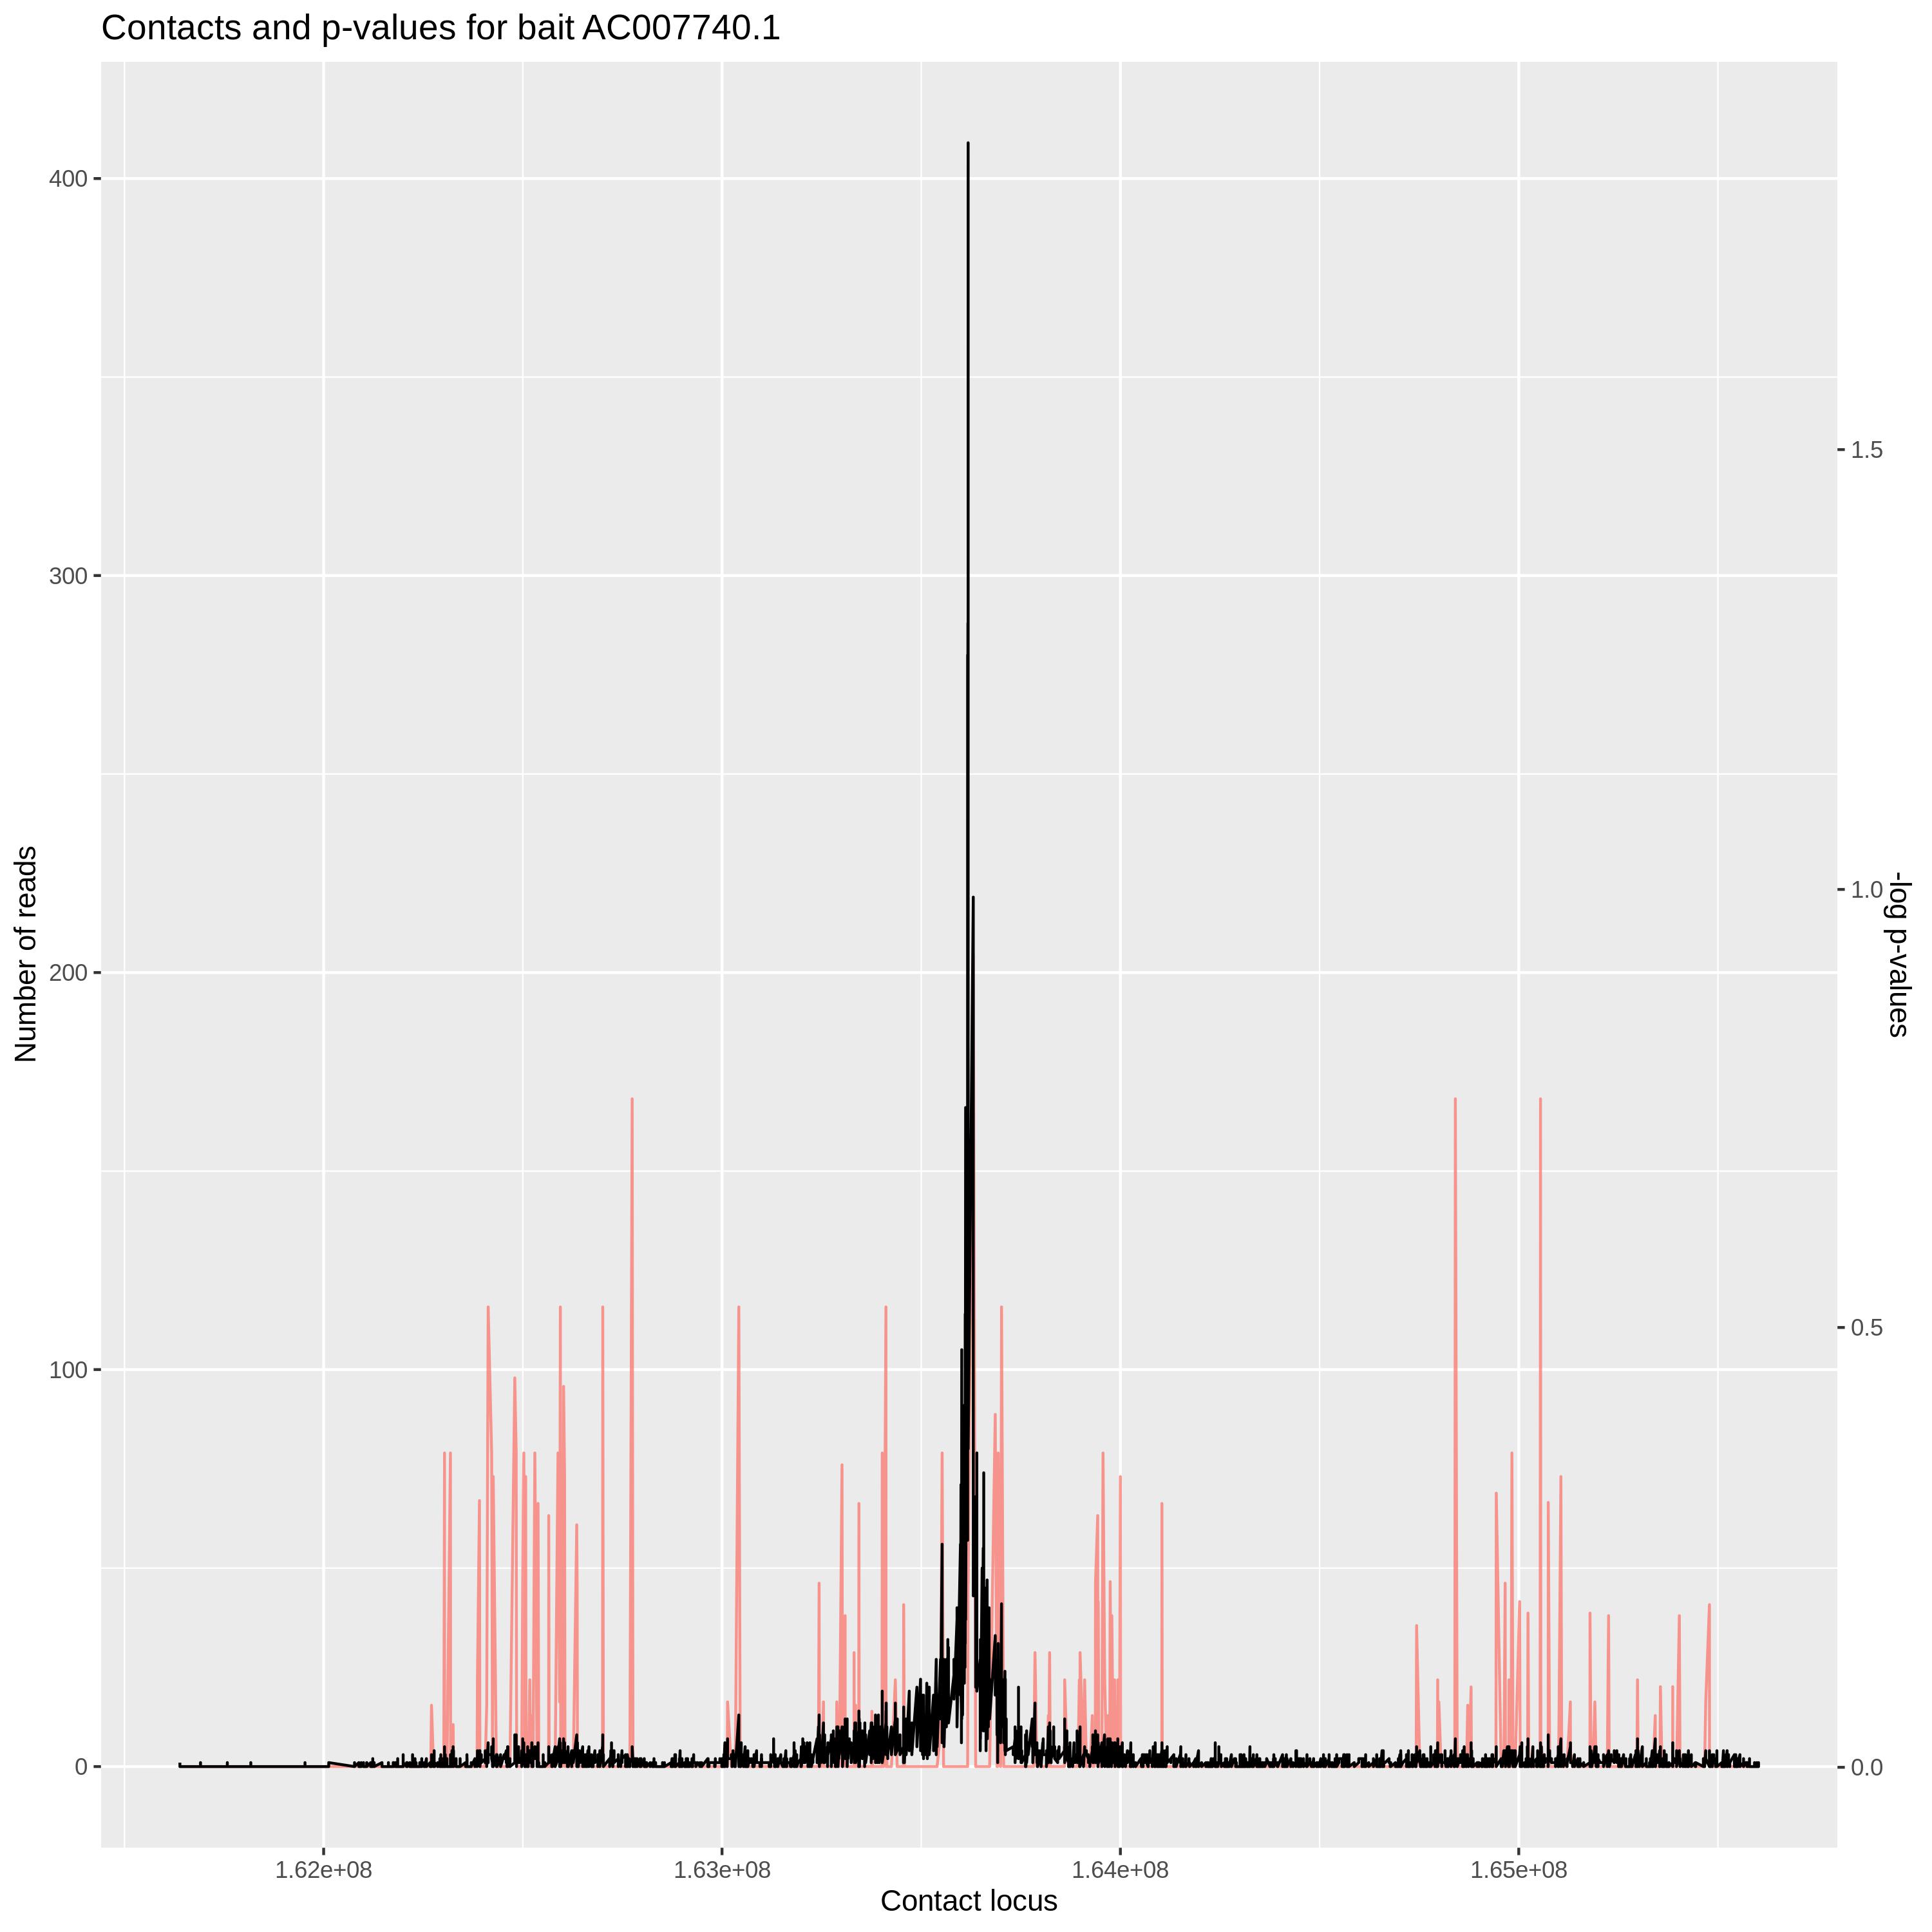 Contacts and p-values for bait AC007740.1
400
300
200
100
0
Number of reads
1.5
1.0
0.5
0.0
-log p-values
1.62e+08 1.63e+08 1.64e+08 1.65e+08
Contact locus